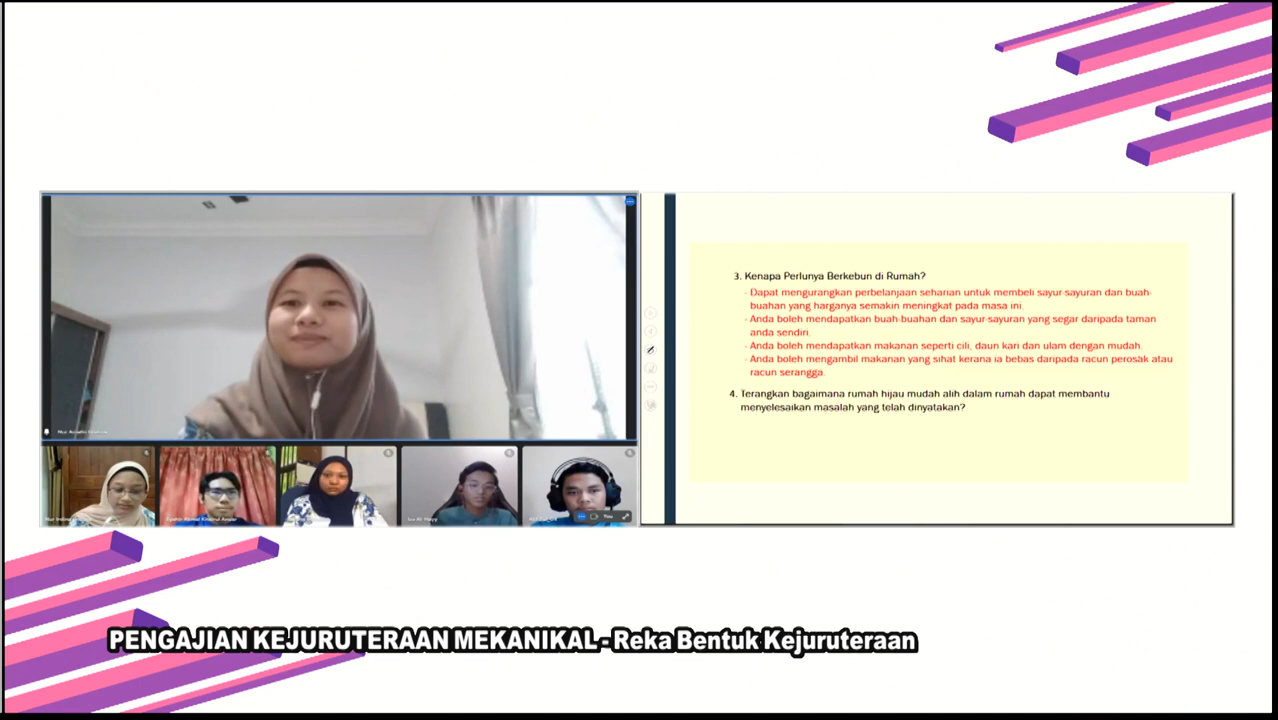 3. Kenapa Perlunya Berkebun di Rumah?
- Dapat mengurangkan perbelanjaan seharian untuk membeli sayur-sayuran dan buah-
buahan yang harganya semakin meningkat pada masa ini.
- Anda boleh mendapatkan buah-buahan dan sayur-sayuran yang segar daripada taman
anda sendiri.
- Anda boleh mendapatkan makanan seperti cili, daun kari dan ulam dengan mudah.
- Anda boleh mengambil makanan yang sihat kerana ia bebas daripada racun perosak atau
racun serangga.
4. Terangkan bagaimana rumah hijau mudah alih dalam rumah dapat membantu
menyelesaikan masalah yang telah dinyatakan?
You
PENGAJIAN KEJURUTERAAN MEKANIKAL - Reka Bentuk Kejuruteraan